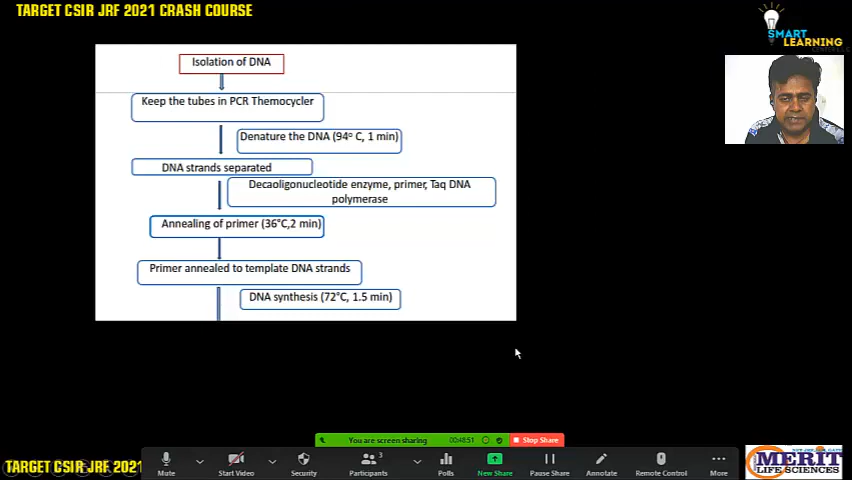 TARGET CSIR JRF 2021 CRASH COURSE
SMART
LEARNING
Isolation of DNA
Keep the tubes in PCR Themocycler
Denature the DNA (94° C, 1 min)
DNA strands separated
Decaoligonucleotide enzyme, primer, Taq DNA
polymerase
Annealing of primer (36°C,2 min)
Primer annealed to template DNA strands
DNA synthesis (72°C, 1.5 min)
You are screen sharing
00:48:51
Stop Share
TARGET CSIR JRF 2021
3
Mute
Start Video
Security
Participants
Polls
New Share
Pause Share
Annotate
Remote Control
More
MERIT
LIFE SCIENCES